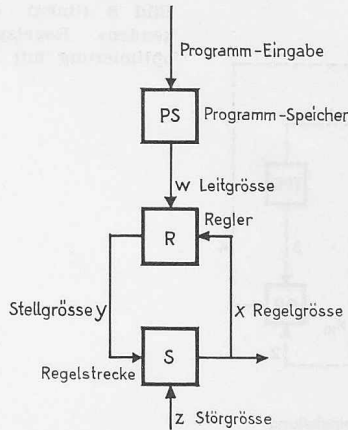 Programm-Eingabe
PS Programm-Speicher
w Leitgrösse
Regler
R
Stellgrösse y
x Regelgrösse
S
Regelstrecke
z Störgrösse